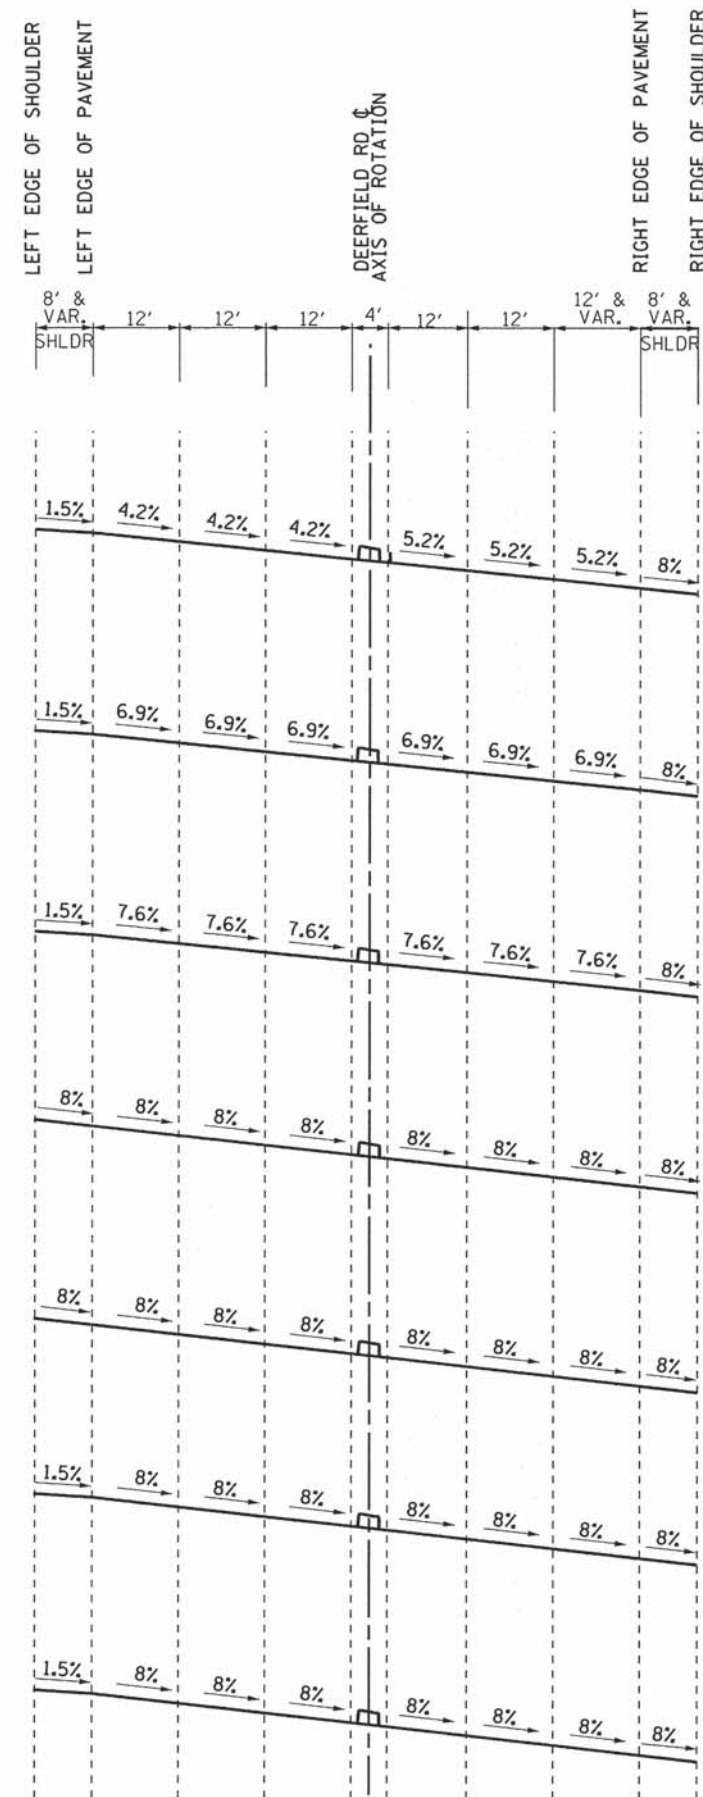 LEFT EDGE OF SHOULDER
LEFT EDGE OF PAVEMENT
DEERFIELD RD ℄
AXIS OF ROTATION
RIGHT EDGE OF PAVEMENT
RIGHT EDGE OF SHOULDER
8' & VAR. 12' 12' 12' 4' 12' 12' 12' & VAR. 8' & VAR.
SHLDR SHLDR
1.5% 4.2% 4.2% 4.2% 5.2% 5.2% 5.2% 8%
1.5% 6.9% 6.9% 6.9% 6.9% 6.9% 6.9% 8%
1.5% 7.6% 7.6% 7.6% 7.6% 7.6% 7.6% 8%
8% 8% 8% 8% 8% 8% 8% 8%
8% 8% 8% 8% 8% 8% 8% 8%
1.5% 8% 8% 8% 8% 8% 8% 8%
1.5% 8% 8% 8% 8% 8% 8% 8%